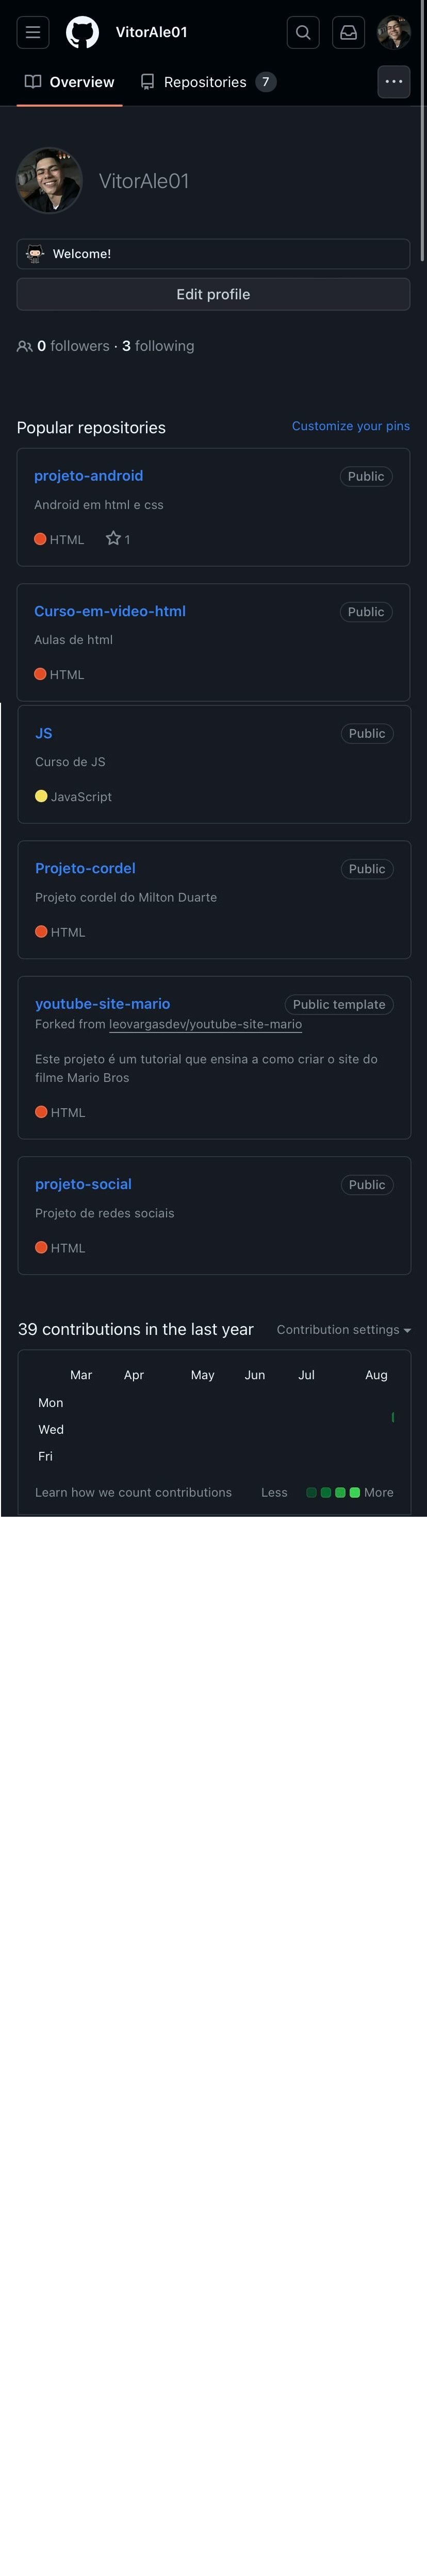 VitorAle01
Overview
Repositories 7
VitorAle01
Welcome!
Edit profile
0 followers · 3 following
Popular repositories
Customize your pins
projeto-android
Public
Android em html e css
HTML
1
Curso-em-video-html
Public
Aulas de html
HTML
JS
Public
Curso de JS
JavaScript
Projeto-cordel
Public
Projeto cordel do Milton Duarte
HTML
youtube-site-mario
Public template
Forked from leovargasdev/youtube-site-mario
Este projeto é um tutorial que ensina a como criar o site do
filme Mario Bros
HTML
projeto-social
Public
Projeto de redes sociais
HTML
39 contributions in the last year
Contribution settings
Mar Apr May Jun Jul Aug
Mon
Wed
Fri
Learn how we count contributions
Less More